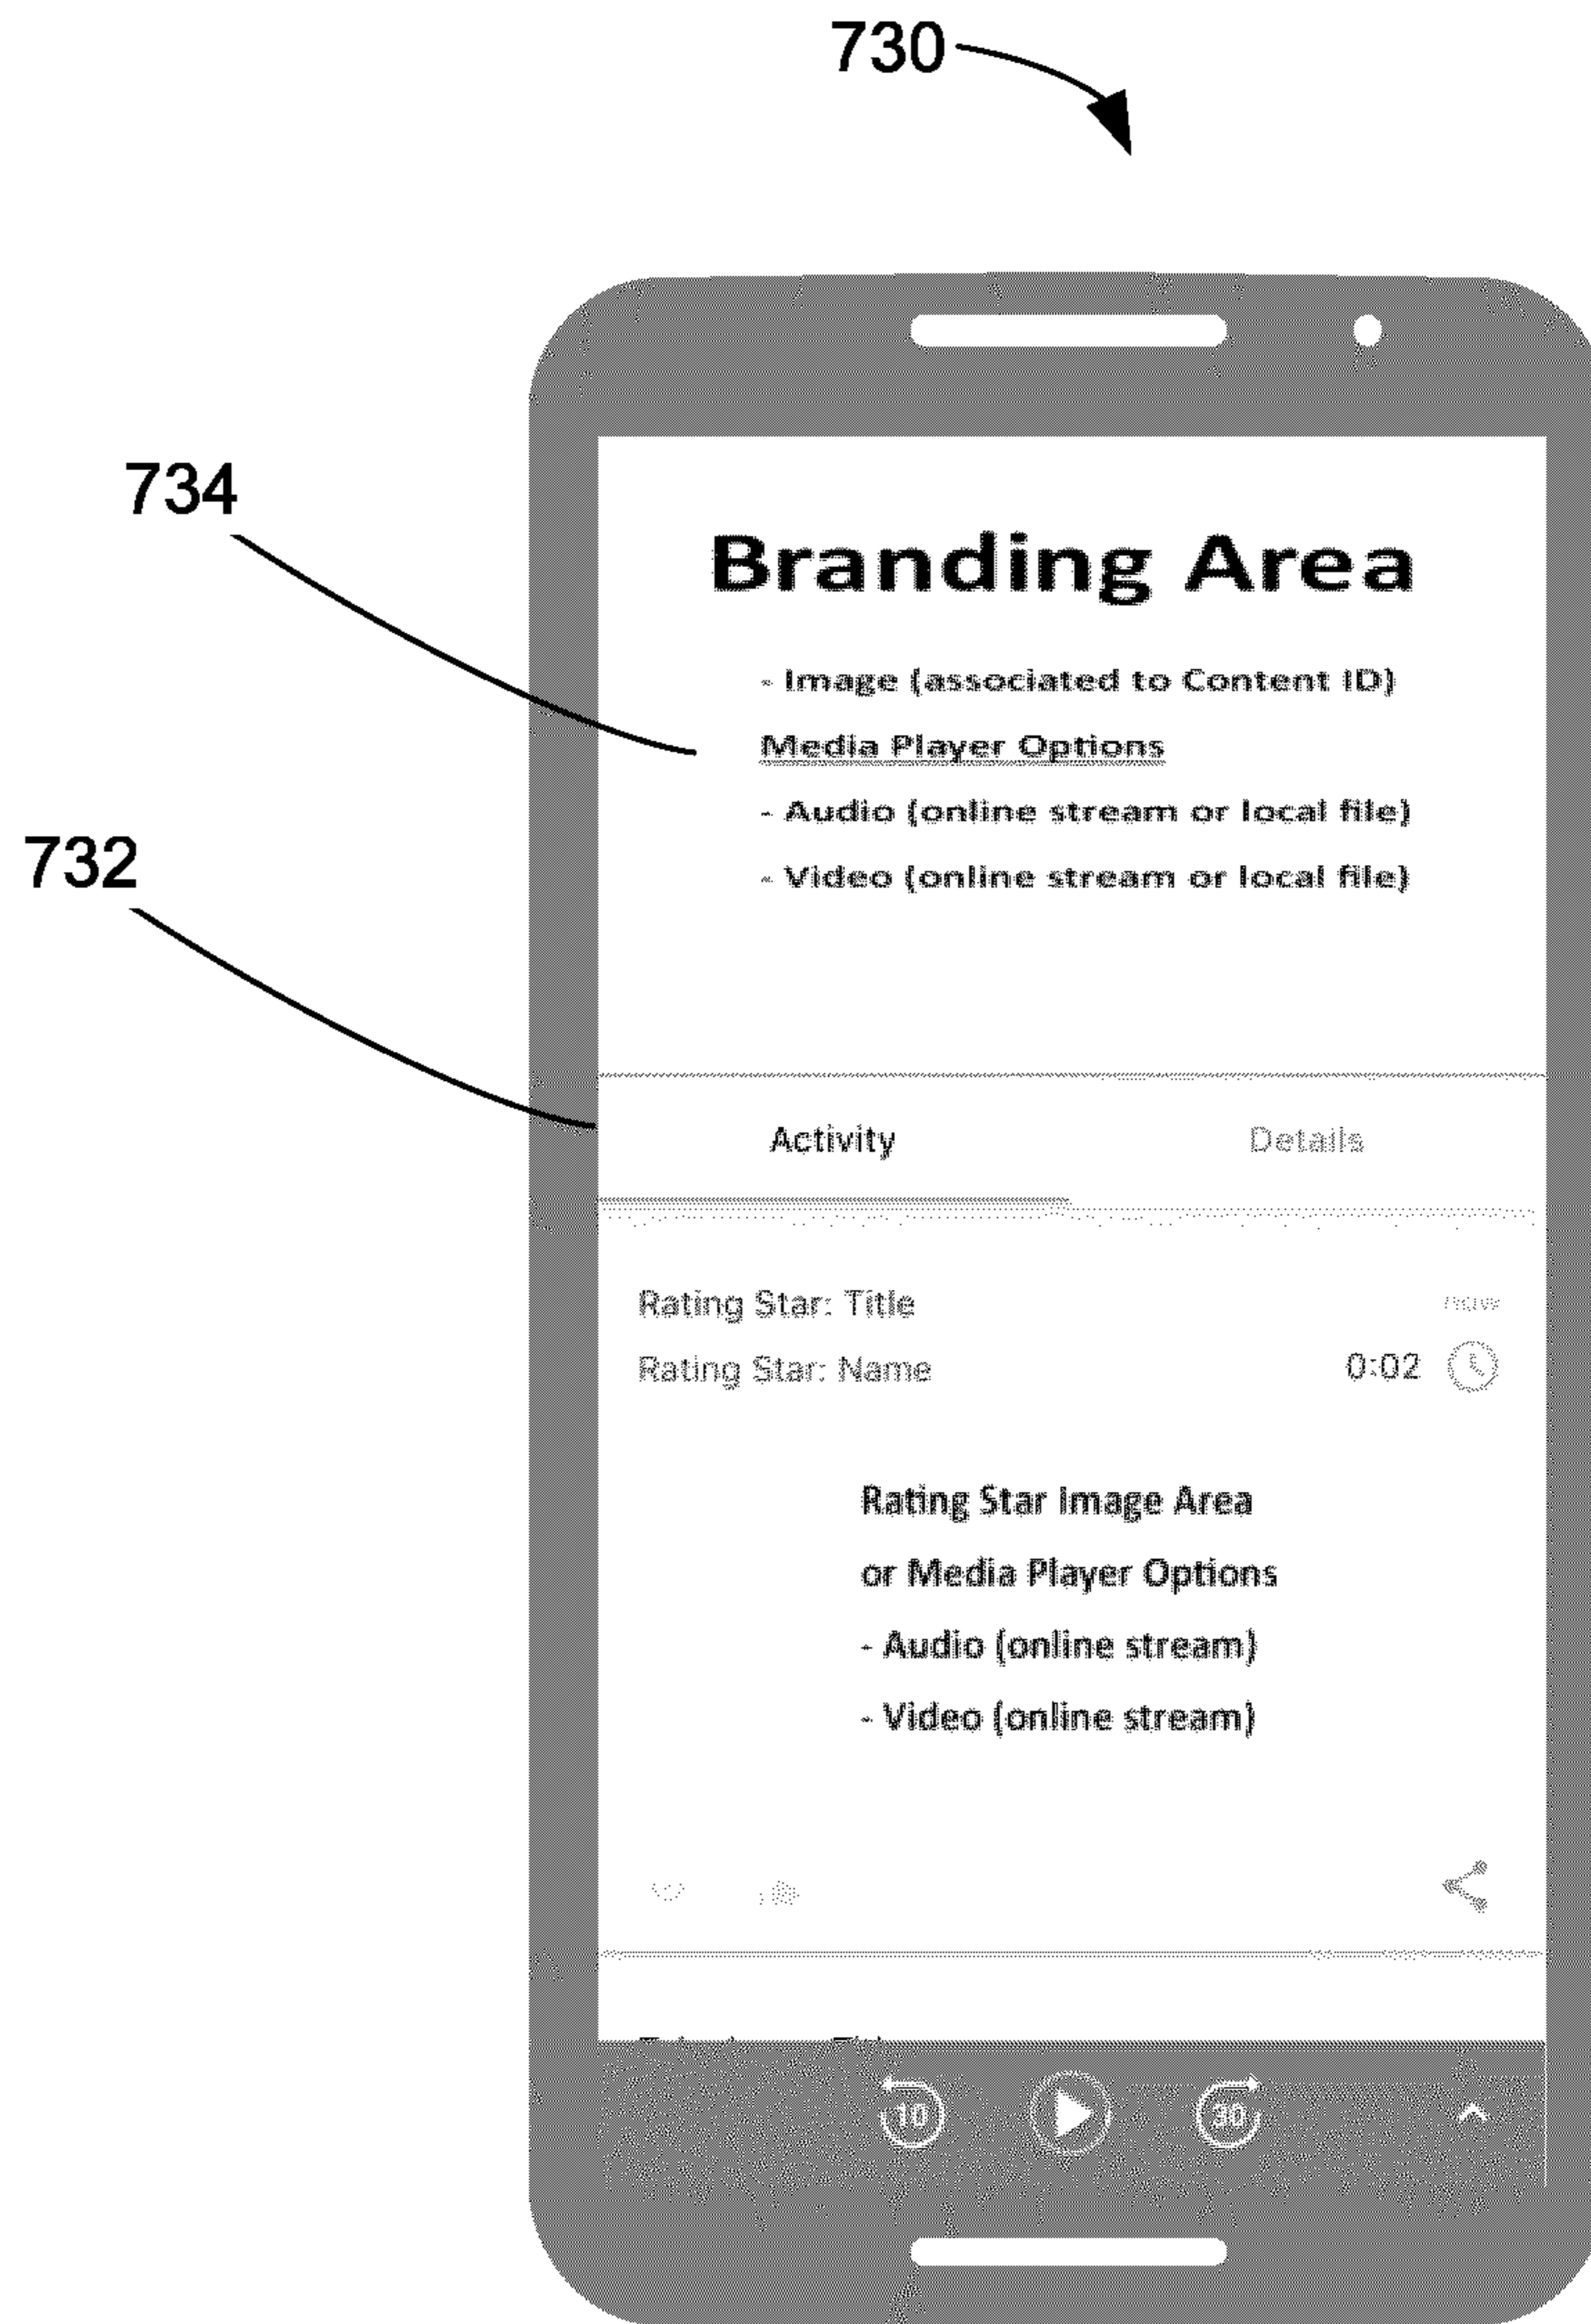 730
734
Branding Area
- Image (associated to Content ID)
Media Player Options
- Audio (online stream or local file)
- Video (online stream or local file)
732
Activity Details
Rating Star: Title now
Rating Star: Name 0:02
Rating Star Image Area
or Media Player Options
- Audio (online stream)
- Video (online stream)
10 30